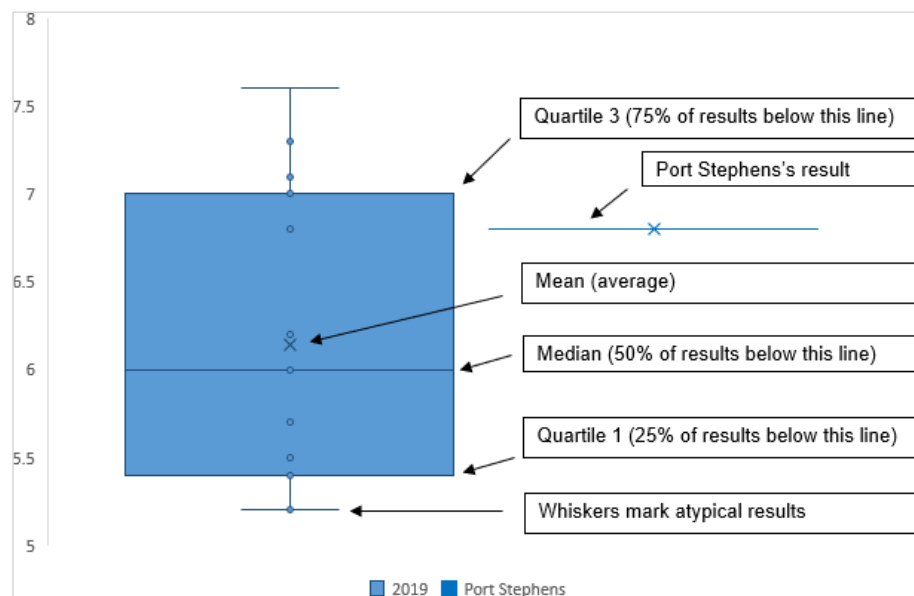 8
7.5
Quartile 3 (75% of results below this line)
Port Stephens's result
7
6.5
Mean (average)
Median (50% of results below this line)
6
Quartile 1 (25% of results below this line)
5.5
Whiskers mark atypical results
5
2019 Port Stephens